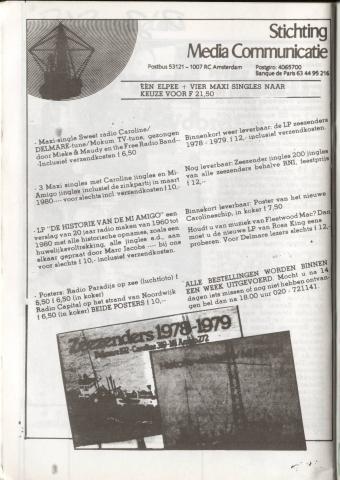 Stichting
Media Communicatie
Postbus 53121 - 1007 RC Amsterdam
Postgiro: 4065700
Banque de Paris 63 44 95 216
EEN ELPEE + VIER MAXI SINGLES NAAR
KEUZE VOOR F 21,50
- Maxi-single Sweet radio Caroline/
DELMARE-tune/Mokum TV-tune, gezongen
door Mieke & Maudy en the Free Radio Band--
-Inclusief verzendkosten f 6,50
- 3 Maxi singles met Caroline jingles en Mi-
Amigo jingles inclusief de zinkpartij in maart
1980---- voor slechts incl. verzendkosten f 10,-
- LP "DE HISTORIE VAN DE MI AMIGO" een
verslag van 20 jaar radio maken van 1960 tot
1980 met alle historische opnames, zoals een
huwelijksvoltrekking, alle jingles e.d., aan
elkaar gepraat door Marc Jacobs ---- bij ons
voor slechts f 10,- inclusief verzendkosten.
- Posters: Radio Paradijs op zee (luchtfoto) f
6,50 f 6,50 (in koker)
Radio Capital op het strand van Noordwijk
f 6,50 (in koker) BEIDE POSTERS f 10,-
Binnenkort weer leverbaar: de LP zeezenders
1978 - 1979. f 12,- inclusief verzendkosten.
Nog leverbaar: Zeezender jingles 200 jingles
van alle zeezenders behalve RNI, feestprijs
f 12,--
Binnenkort leverbaar: Poster van het nieuwe
Carolineschip, in koker f 7,50
Houdt u van muziek van Fleetwood Mac? Dan
moet u de nieuwe LP van Ross King eens
proberen. Voor Delmare lezers slechts f 12,-
ALLE BESTELLINGEN WORDEN BINNEN
EEN WEEK UITGEVOERD. Mocht u na 14
dagen iets missen of nog niet hebben ontvan-
gen bel dan na 18.00 uur 020 - 721141.
Zeezenders 1978-1979